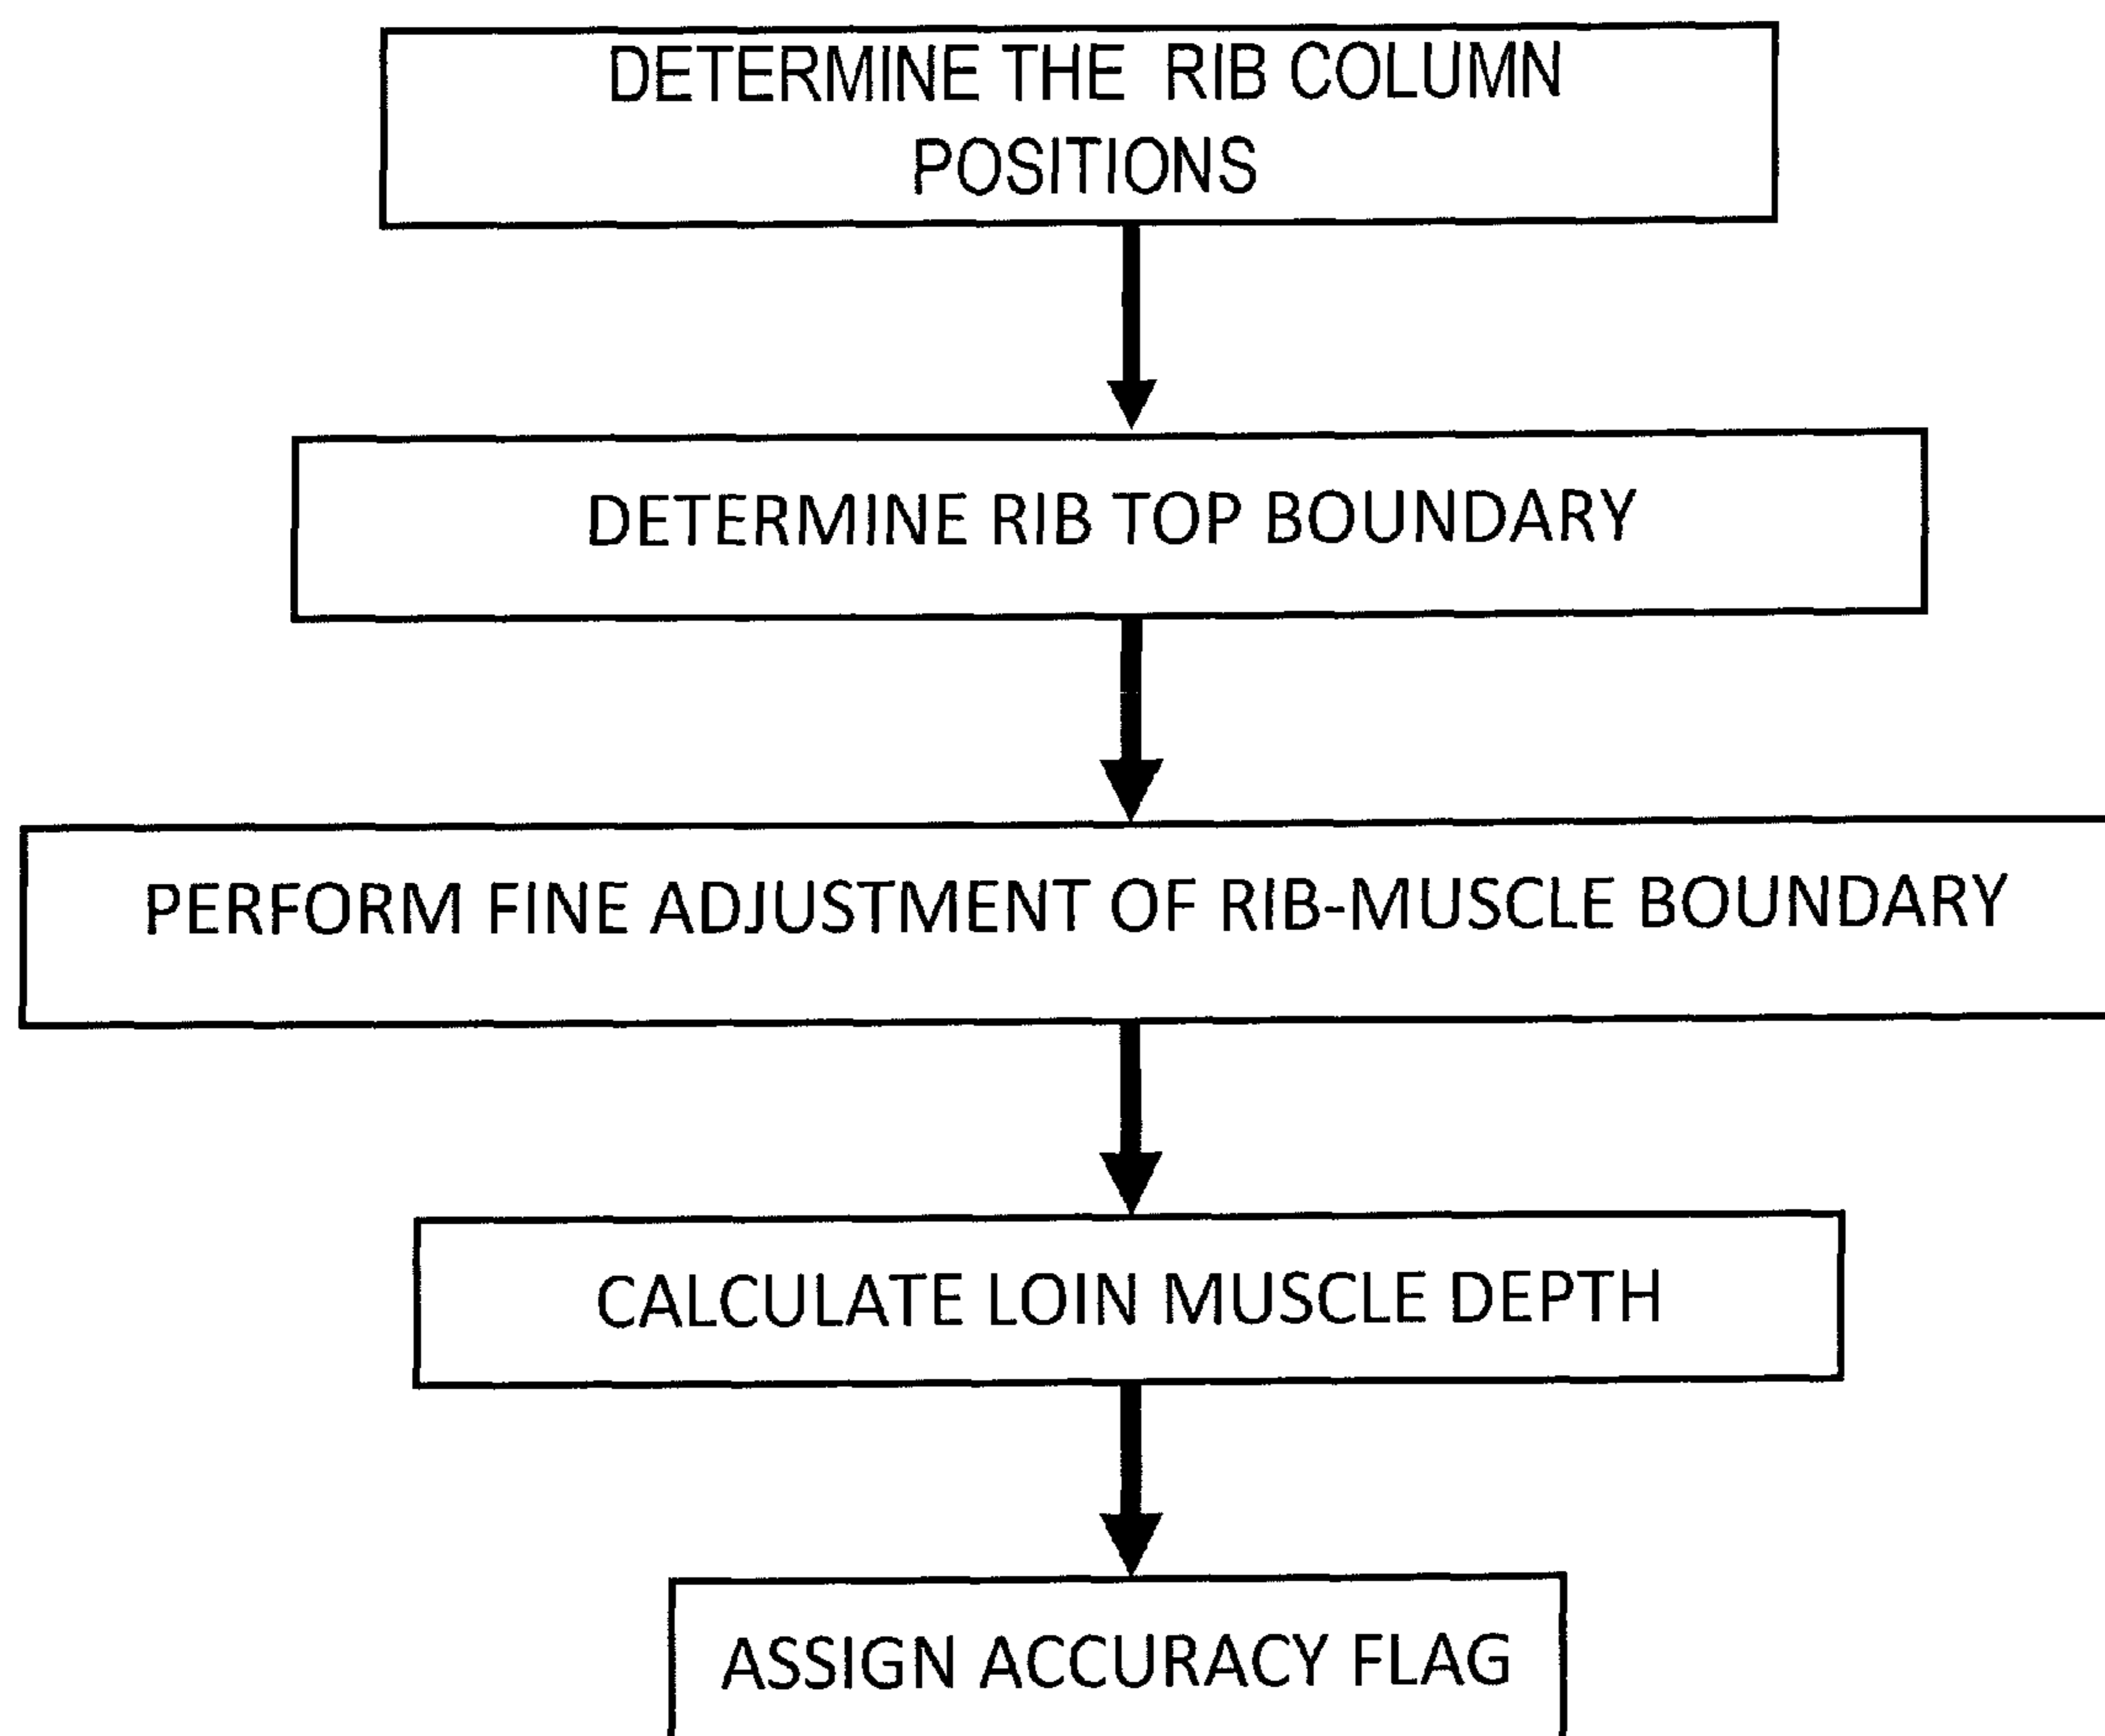 DETERMINE THE RIB COLUMN
POSITIONS
DETERMINE RIB TOP BOUNDARY
PERFORM FINE ADJUSTMENT OF RIB-MUSCLE BOUNDARY
CALCULATE LOIN MUSCLE DEPTH
ASSIGN ACCURACY FLAG